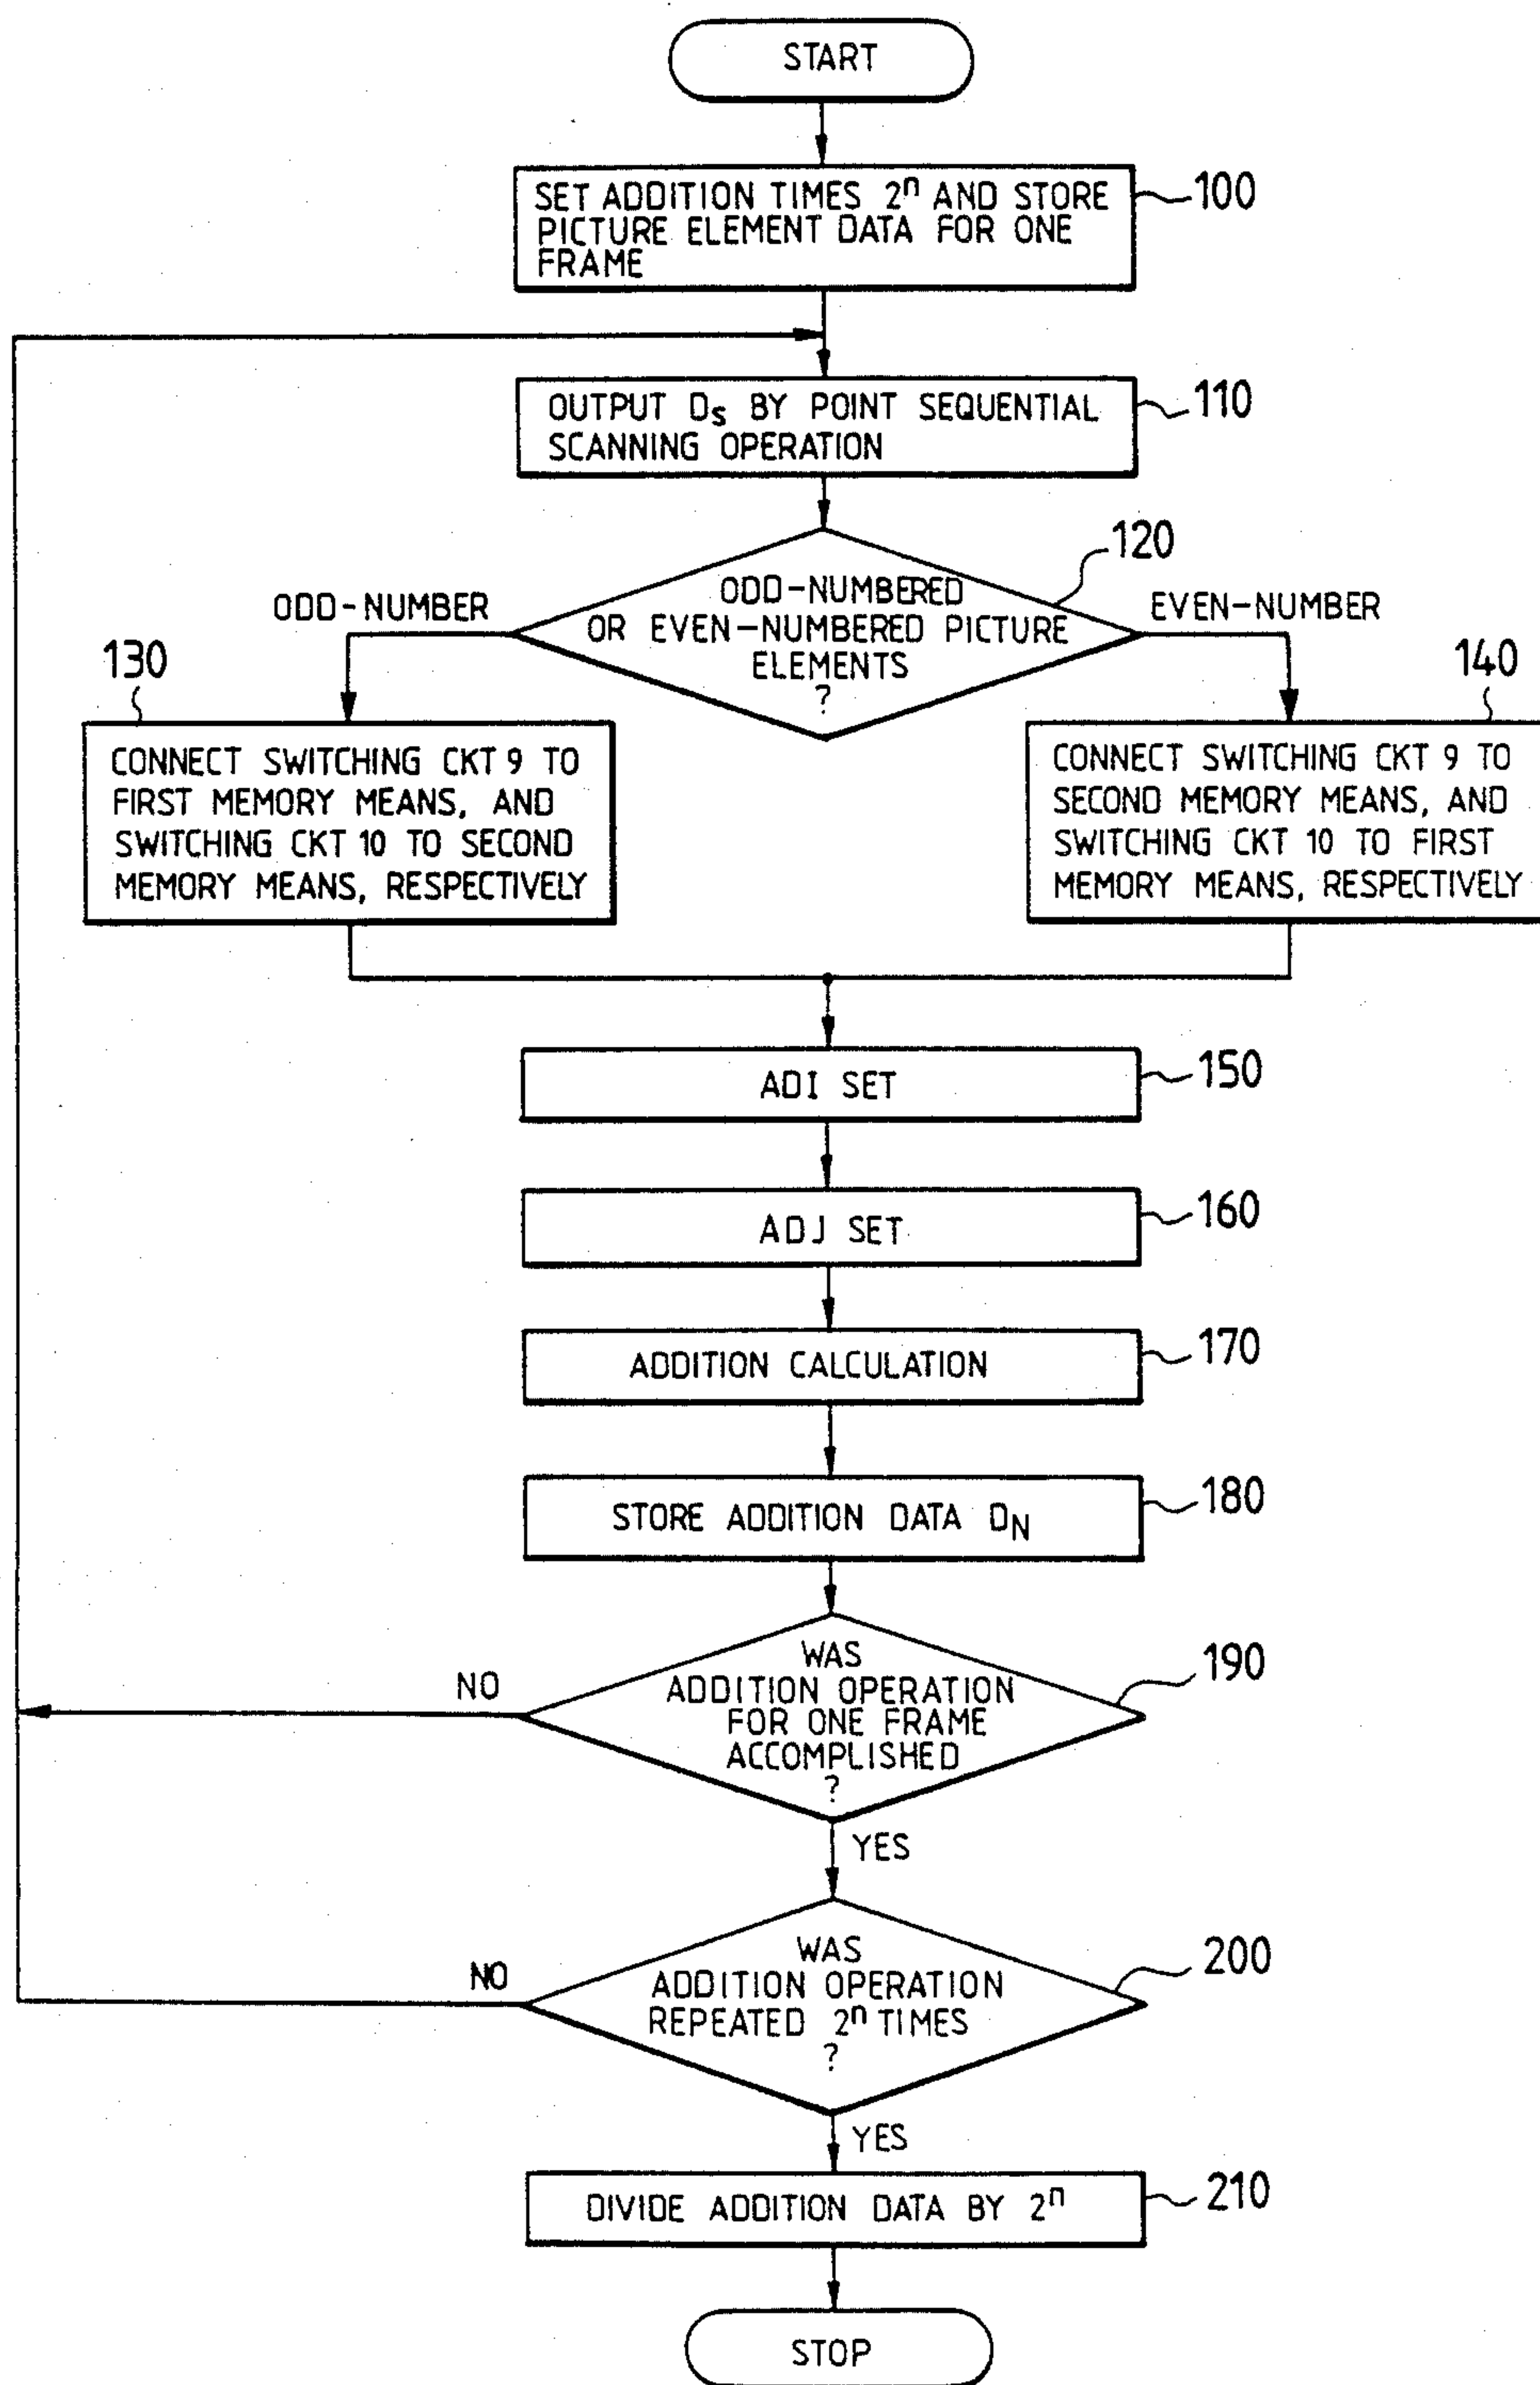 START
SET ADDITION TIMES 2ⁿ AND STORE
PICTURE ELEMENT DATA FOR ONE
FRAME
100
OUTPUT Dₛ BY POINT SEQUENTIAL
SCANNING OPERATION
110
120
ODD-NUMBERED
OR EVEN-NUMBERED PICTURE
ELEMENTS
?
ODD-NUMBER
EVEN-NUMBER
130
CONNECT SWITCHING CKT 9 TO
FIRST MEMORY MEANS, AND
SWITCHING CKT 10 TO SECOND
MEMORY MEANS, RESPECTIVELY
140
CONNECT SWITCHING CKT 9 TO
SECOND MEMORY MEANS, AND
SWITCHING CKT 10 TO FIRST
MEMORY MEANS, RESPECTIVELY
ADI SET
150
ADJ SET
160
ADDITION CALCULATION
170
STORE ADDITION DATA D_N
180
WAS
ADDITION OPERATION
FOR ONE FRAME
ACCOMPLISHED
?
190
NO
YES
WAS
ADDITION OPERATION
REPEATED 2ⁿ TIMES
?
200
NO
YES
DIVIDE ADDITION DATA BY 2ⁿ
210
STOP